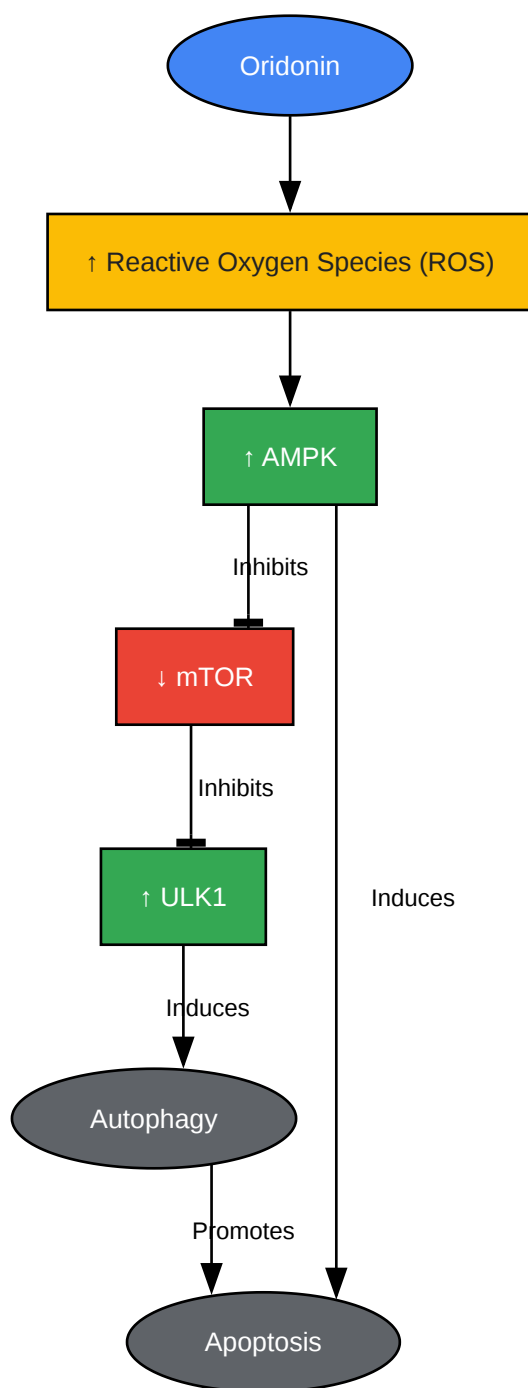 Oridonin
↑ Reactive Oxygen Species (ROS)
↑ AMPK
Inhibits
↓ mTOR
Inhibits
↑ ULK1
Induces
Induces
Autophagy
Promotes
Apoptosis